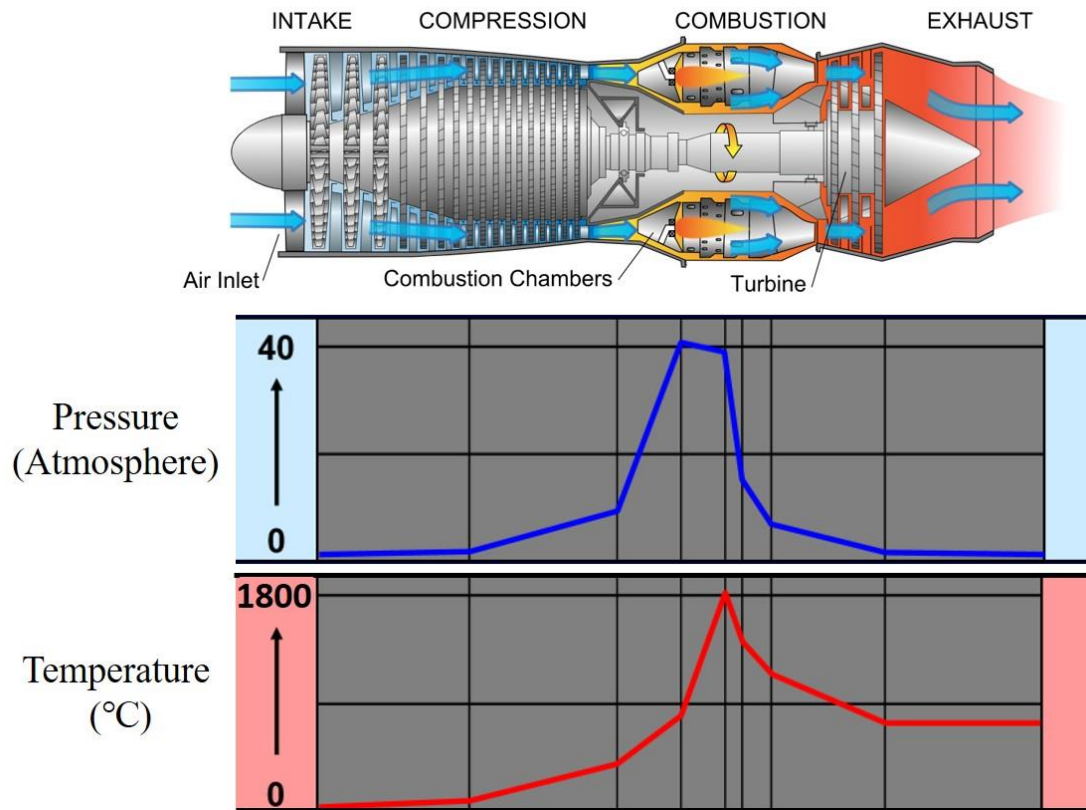 INTAKE COMPRESSION COMBUSTION EXHAUST
Air Inlet
Combustion Chambers
Turbine
40
Pressure
(Atmosphere)
0
1800
Temperature
(°C)
0